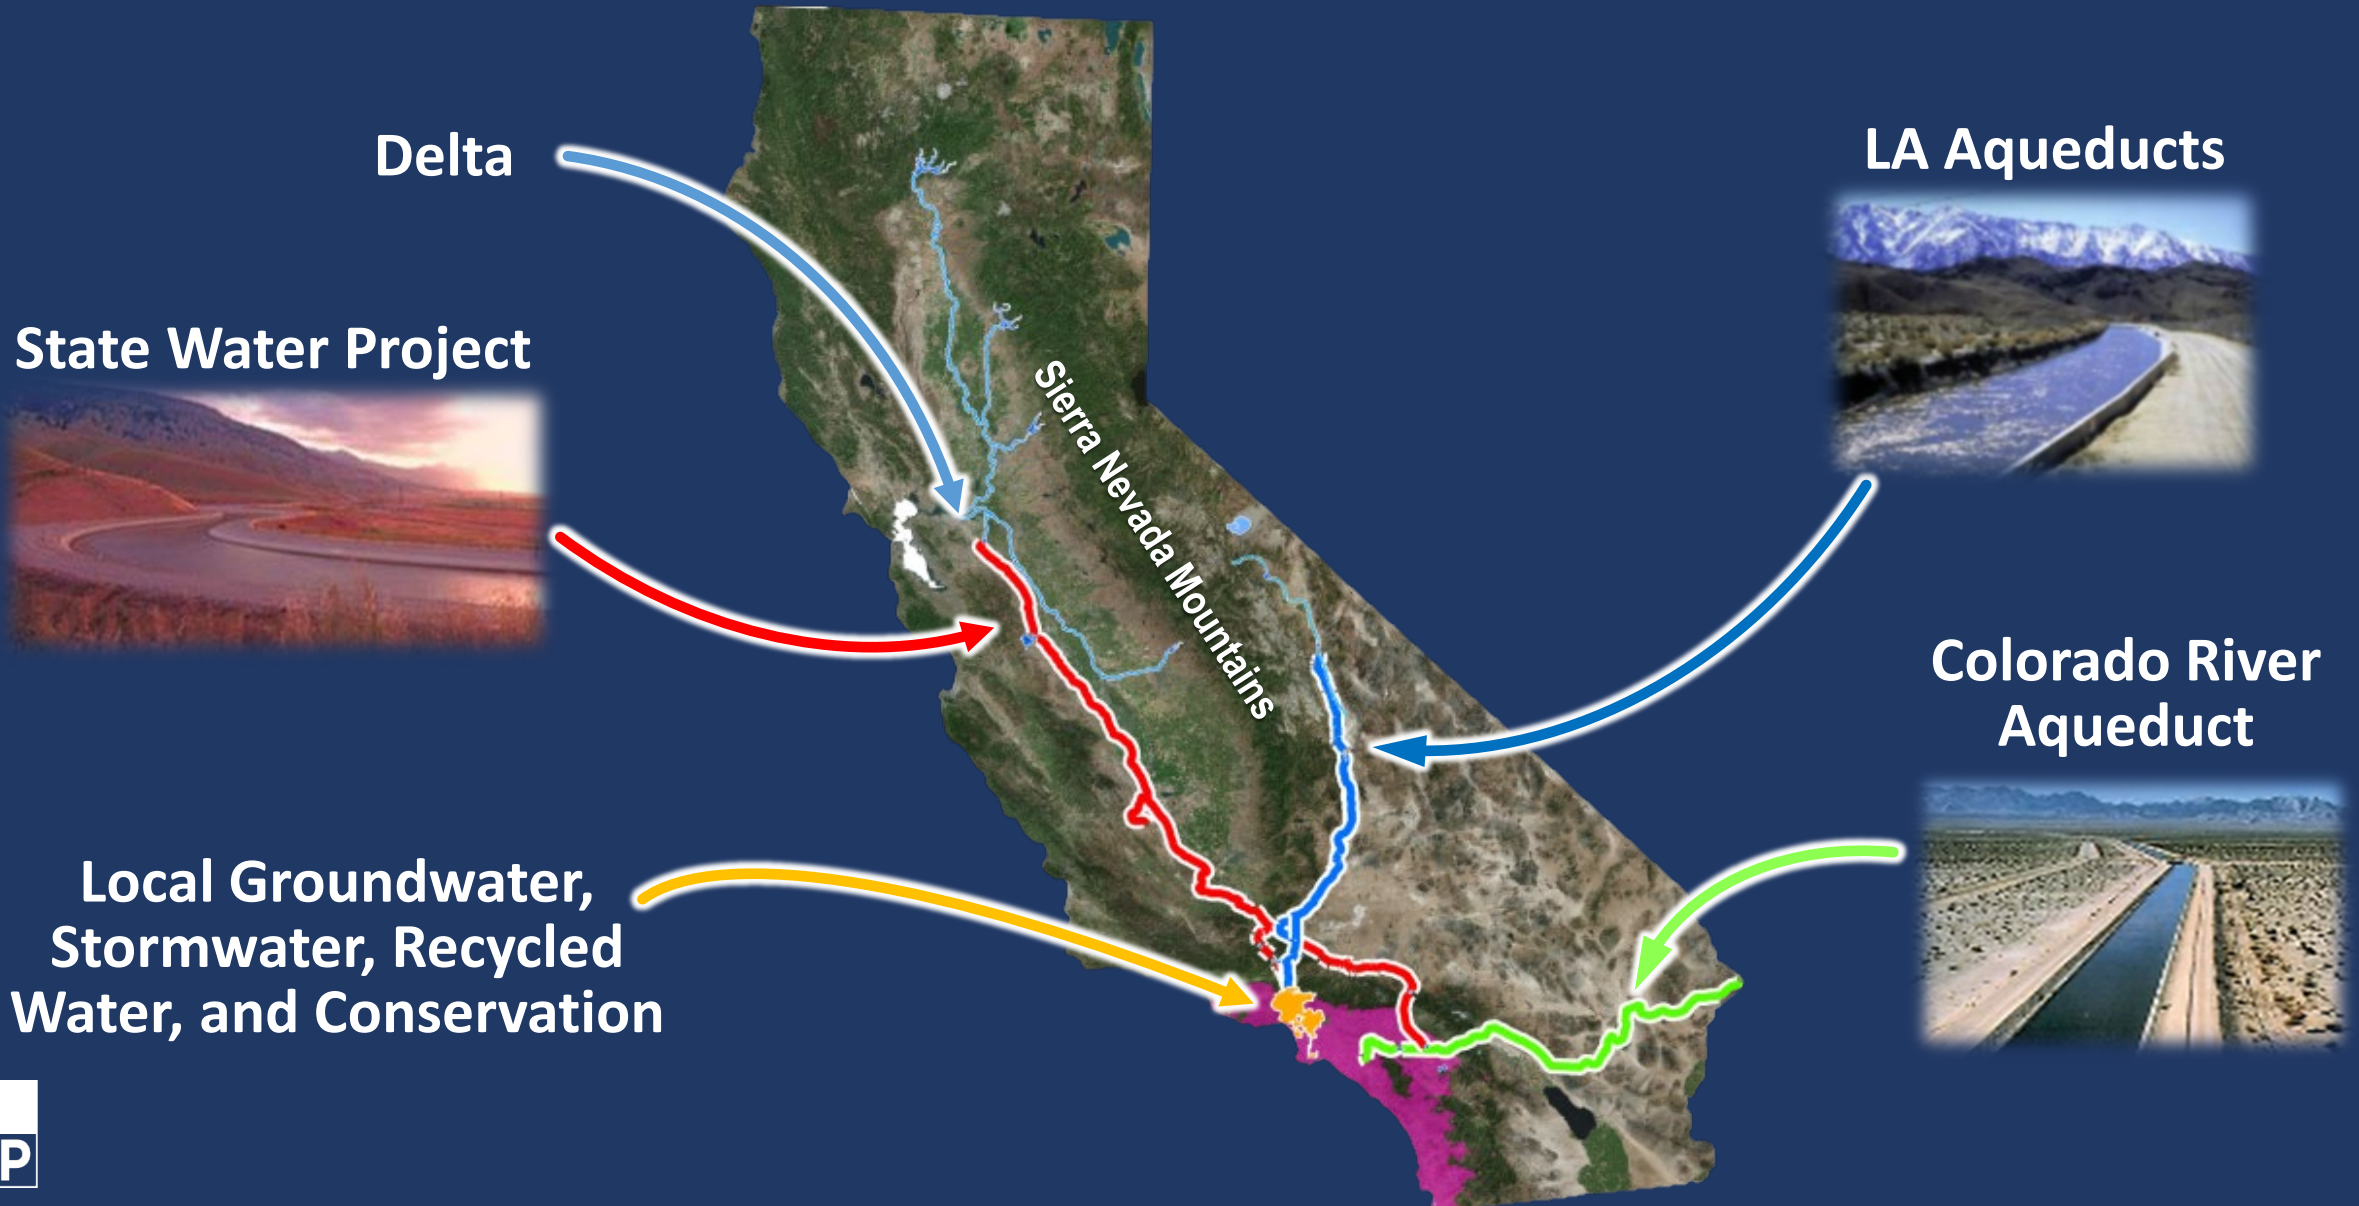 Delta
LA Aqueducts
State Water Project
Sierra Nevada Mountains
Colorado River
Aqueduct
Local Groundwater,
Stormwater, Recycled
Water, and Conservation
P